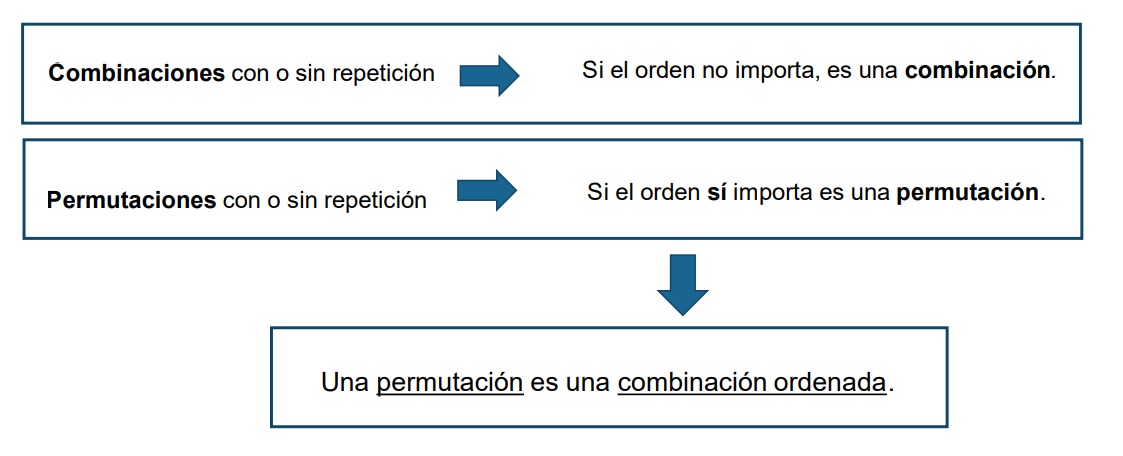 Combinaciones con o sin repetición
Si el orden no importa, es una combinación.
Permutaciones con o sin repetición
Si el orden sí importa es una permutación.
Una permutación es una combinación ordenada.